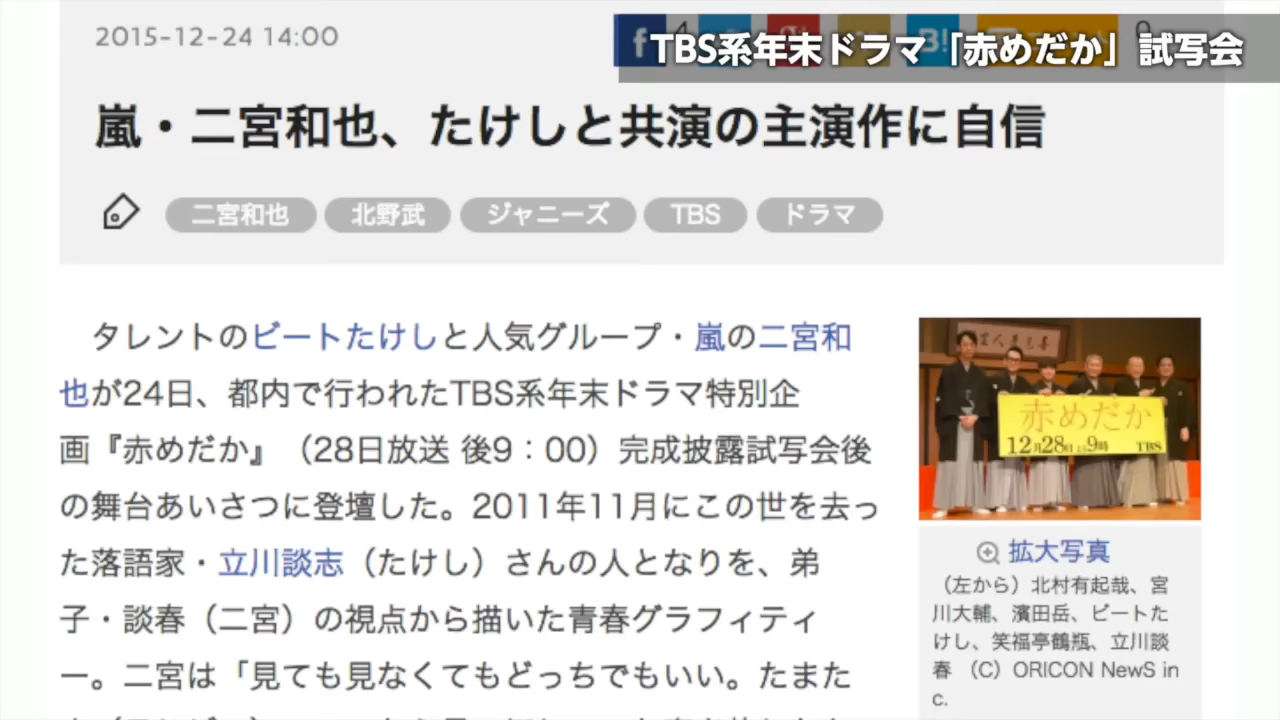 2015-12-24 14:00
TBS系年末ドラマ「赤めだか」試写会
嵐・二宮和也、たけしと共演の主演作に自信
二宮和也 北野武 ジャニーズ TBS ドラマ
タレントのビートたけしと人気グループ・嵐の二宮和
也が24日、都内で行われたTBS系年末ドラマ特別企
画『赤めだか』（28日放送 後9：00）完成披露試写会後
の舞台あいさつに登壇した。2011年11月にこの世を去っ
た落語家・立川談志（たけし）さんの人となりを、弟
子・談春（二宮）の視点から描いた青春グラフィティ
ー。二宮は「見ても見なくてもどっちでもいい。たまた
赤めだか
12月28日 9時 TBS
拡大写真
（左から）北村有起哉、宮
川大輔、濱田岳、ビートた
けし、笑福亭鶴瓶、立川談
春 （C）ORICON NewS in
c.